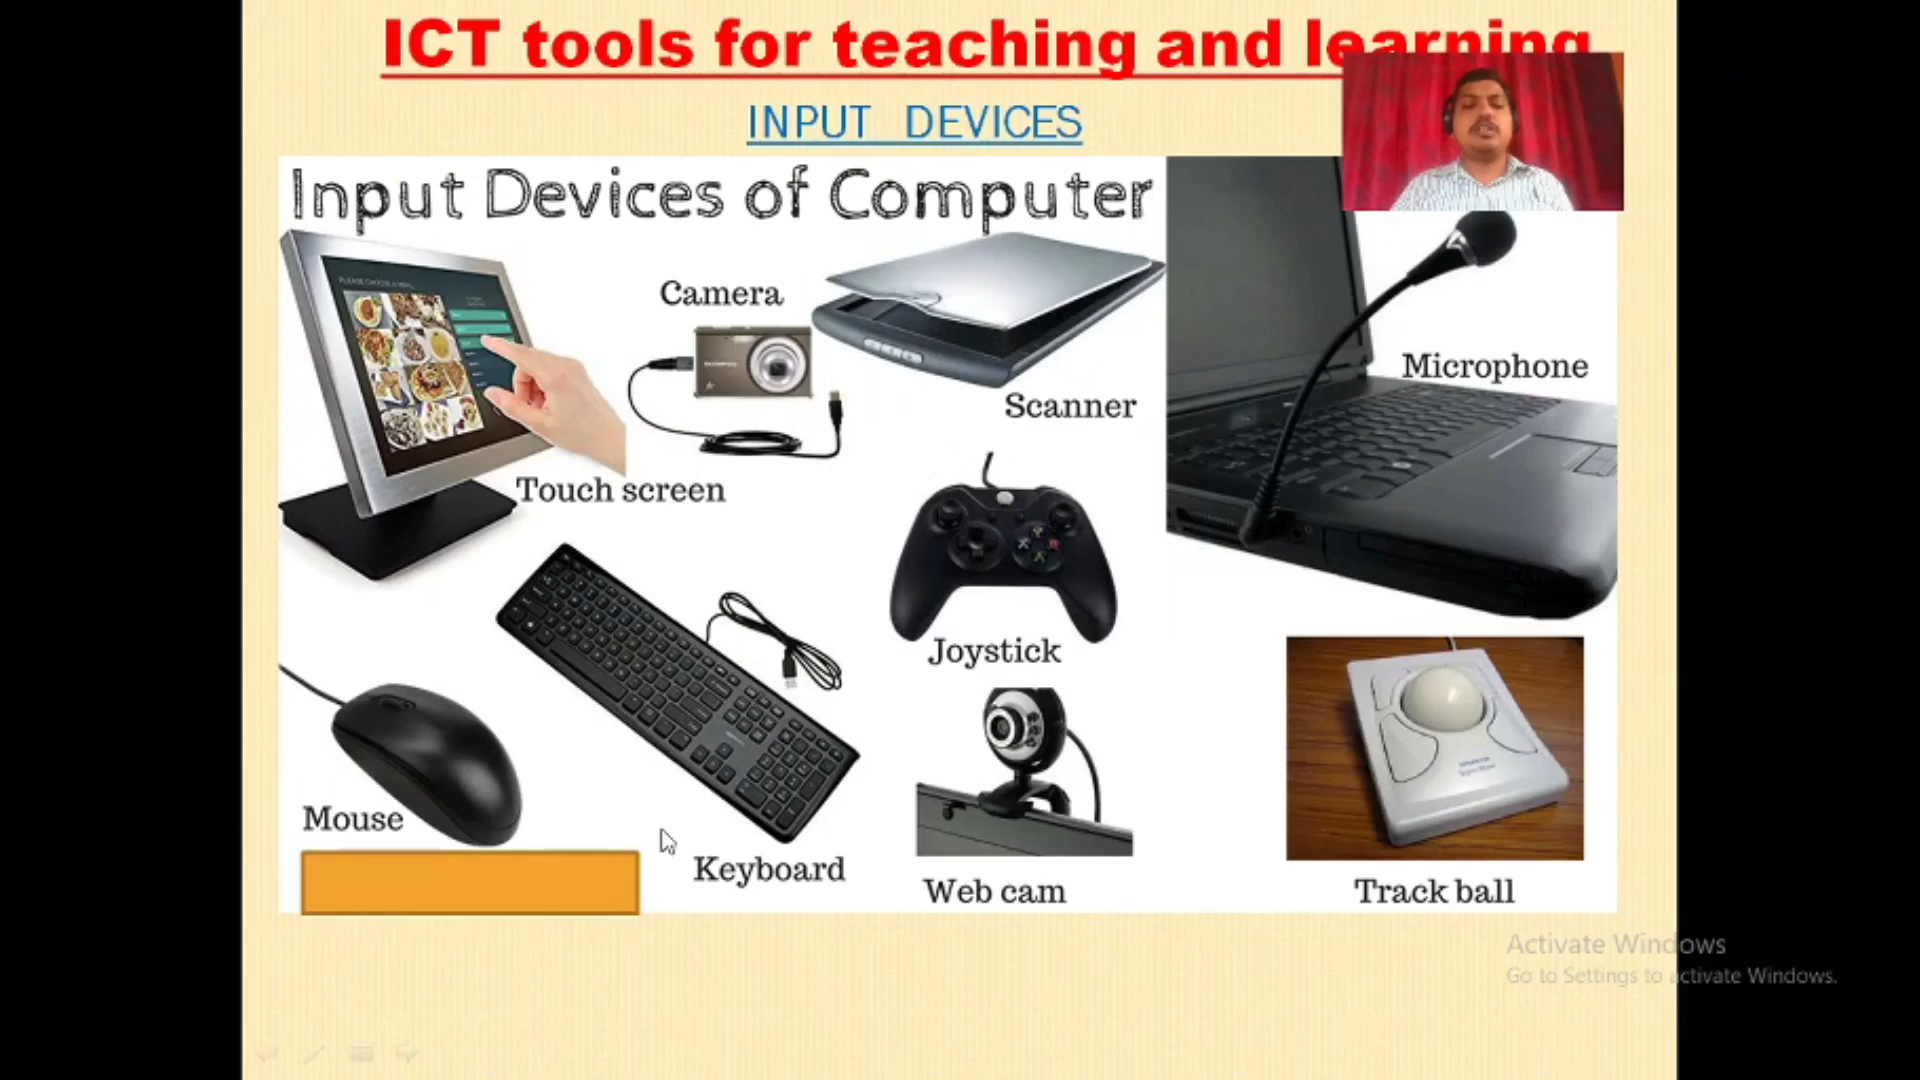 ICT tools for teaching and learning
INPUT DEVICES
Input Devices of Computer
Camera
Scanner
Microphone
Touch screen
Joystick
Mouse
Keyboard
Web cam
Track ball
Activate Windows
Go to Settings to activate Windows.